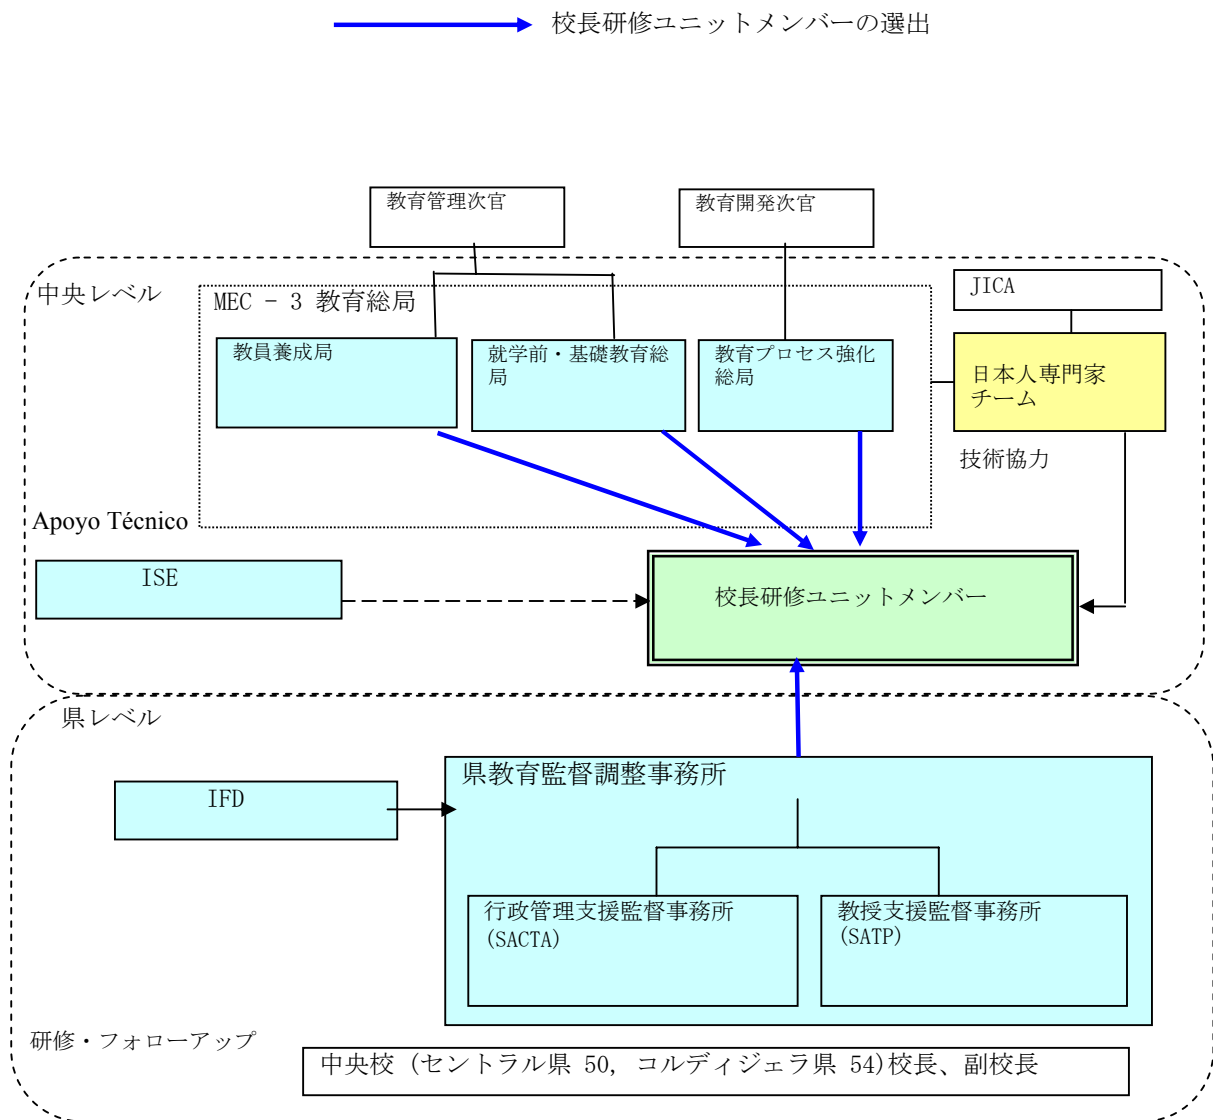 校長研修ユニットメンバーの選出
教育管理次官
教育開発次官
中央レベル
MEC － 3 教育総局
JICA
教員養成局
就学前・基礎教育総
局
教育プロセス強化
総局
日本人専門家
チーム
技術協力
Apoyo Técnico
ISE
校長研修ユニットメンバー
県レベル
県教育監督調整事務所
IFD
行政管理支援監督事務所
(SACTA)
教授支援監督事務所
(SATP)
研修・フォローアップ
中央校 (セントラル県 50, コルディジェラ県 54)校長、副校長